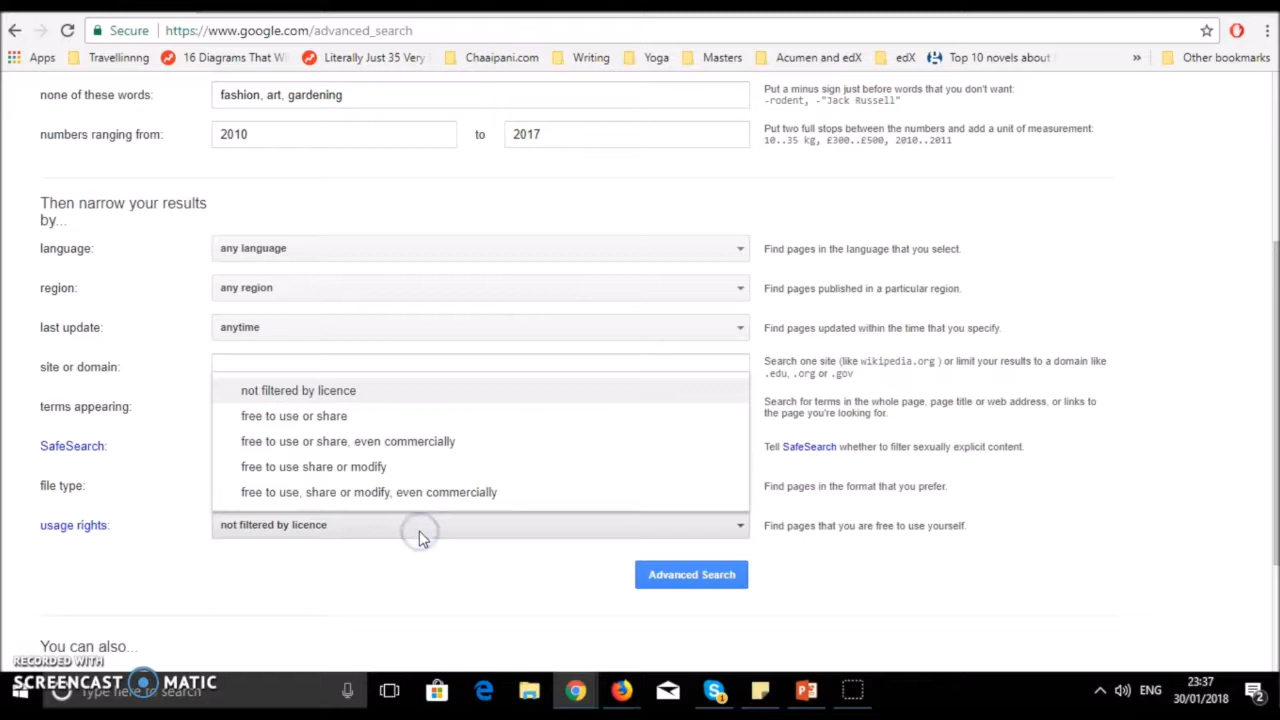 Secure https://www.google.com/advanced_search
Apps Travellinnng 16 Diagrams That Wi Literally Just 35 Very Chaaipani.com Writing Yoga Masters Acumen and edX edX Top 10 novels about » Other bookmarks
none of these words: fashion, art, gardening Put a minus sign just before words that you don't want:
-rodent, -"Jack Russell"
numbers ranging from: 2010 to 2017 Put two full stops between the numbers and add a unit of measurement:
10..35 kg, £300..£500, 2010..2011
Then narrow your results
by...
language: any language Find pages in the language that you select.
region: any region Find pages published in a particular region.
last update: anytime Find pages updated within the time that you specify.
site or domain: Search one site (like wikipedia.org ) or limit your results to a domain like
.edu, .org or .gov
not filtered by licence
terms appearing: free to use or share Search for terms in the whole page, page title or web address, or links to
the page you're looking for.
SafeSearch: free to use or share, even commercially Tell SafeSearch whether to filter sexually explicit content.
free to use share or modify
file type: free to use, share or modify, even commercially Find pages in the format that you prefer.
usage rights: not filtered by licence Find pages that you are free to use yourself.
Advanced Search
You can also...
RECORDED WITH
SCREENCAST MATIC
Type here to search
ENG
23:37
30/01/2018
1
2